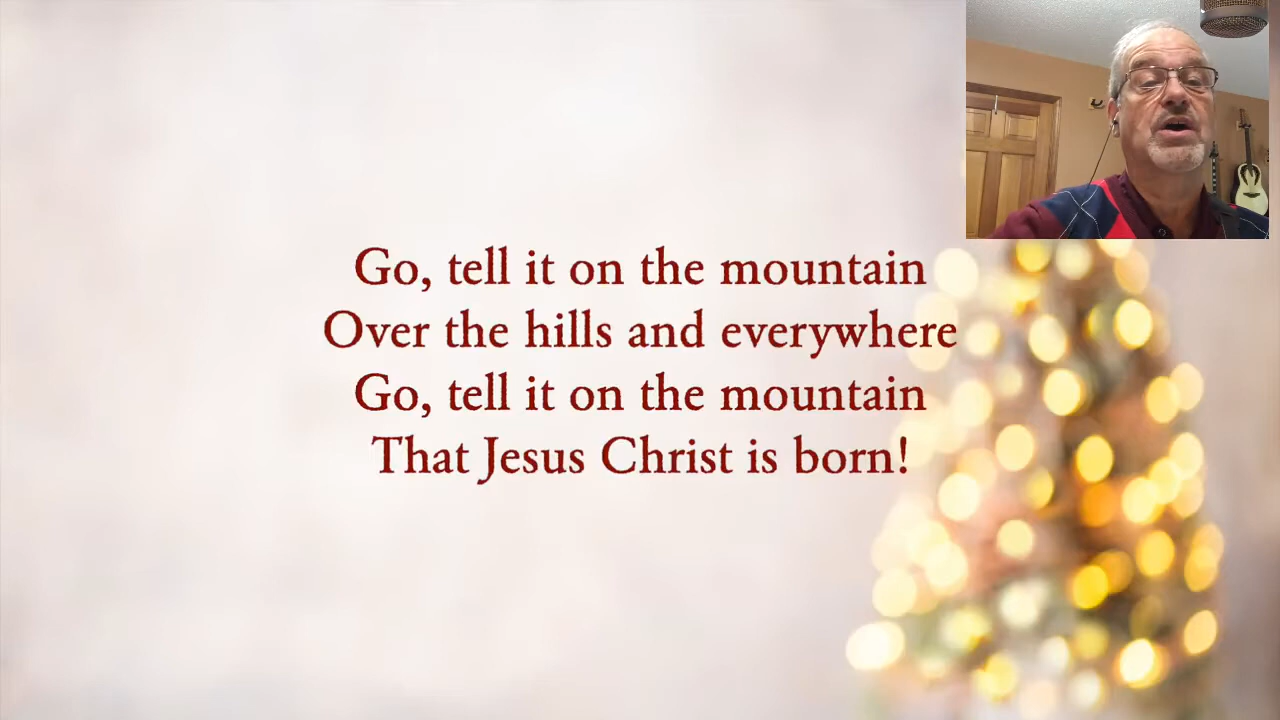 Go, tell it on the mountain
Over the hills and everywhere
Go, tell it on the mountain
That Jesus Christ is born!